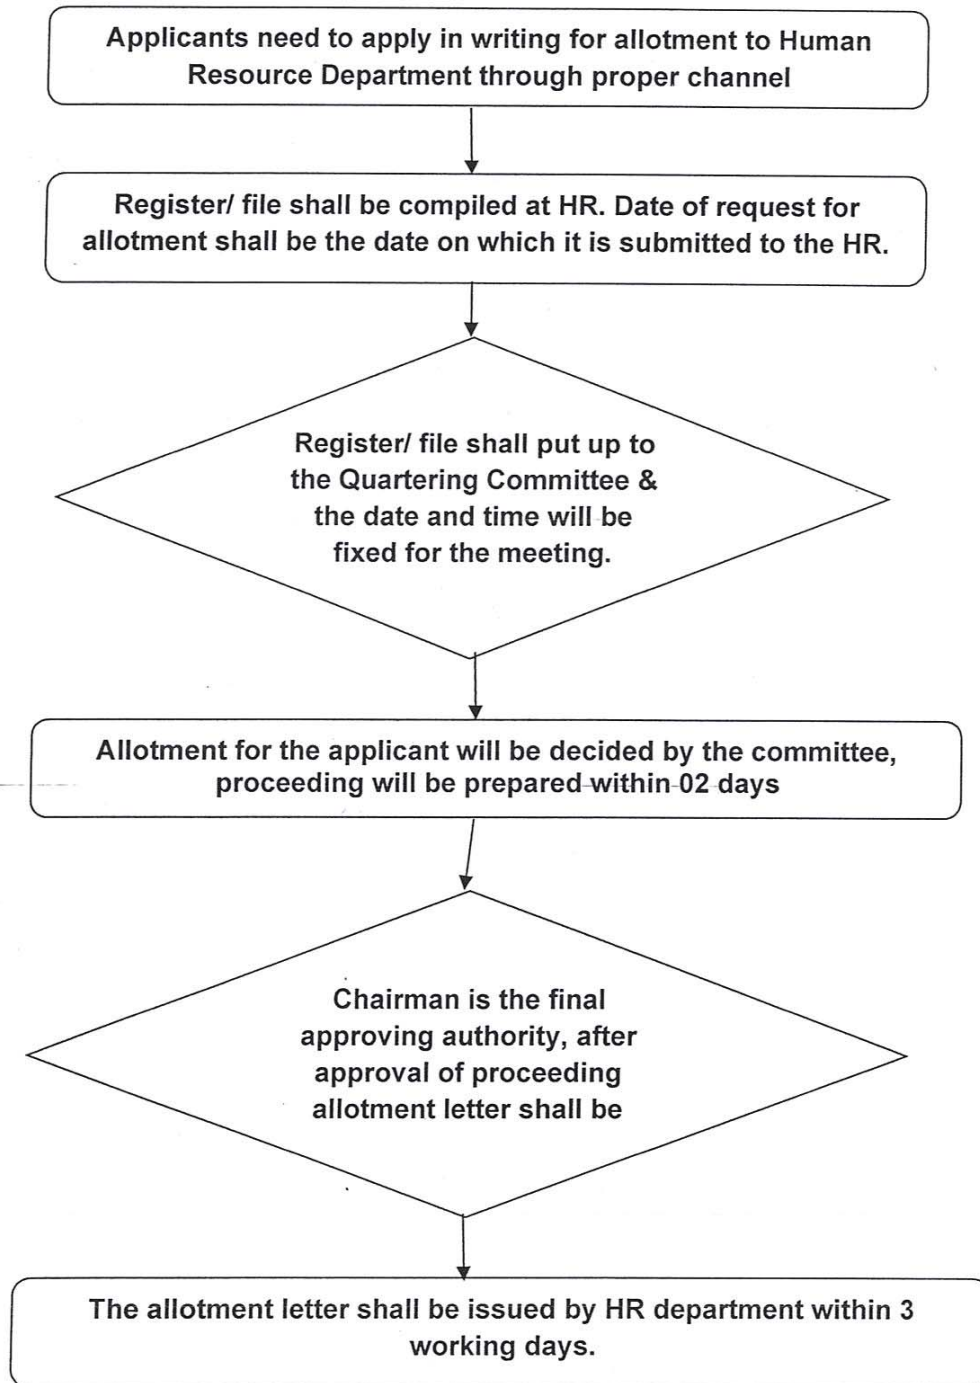 Applicants need to apply in writing for allotment to Human
Resource Department through proper channel
Register/ file shall be compiled at HR. Date of request for
allotment shall be the date on which it is submitted to the HR.
Register/ file shall put up to
the Quartering Committee &
the date and time will be
fixed for the meeting.
Allotment for the applicant will be decided by the committee,
proceeding will be prepared within 02 days
Chairman is the final
approving authority, after
approval of proceeding
allotment letter shall be
The allotment letter shall be issued by HR department within 3
working days.